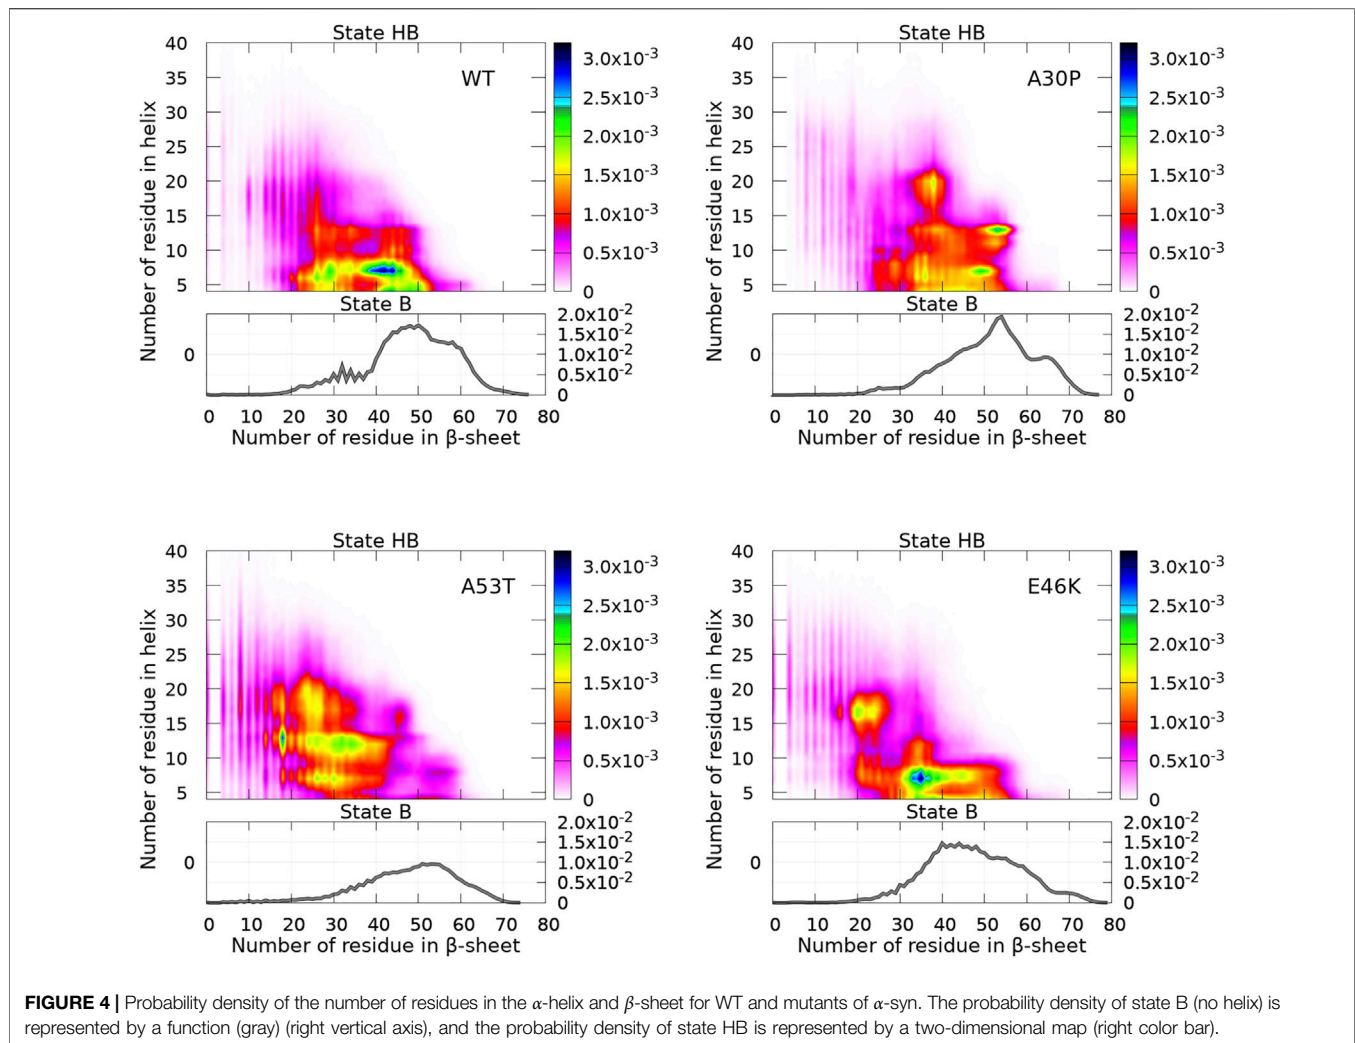 State HB
WT
Number of residue in helix
40
35
30
25
20
15
10
5
3.0x10-3
2.5x10-3
2.0x10-3
1.5x10-3
1.0x10-3
0.5x10-3
0
State B
0
2.0x10-2
1.5x10-2
1.0x10-2
0.5x10-2
0
0 10 20 30 40 50 60 70 80
Number of residue in β-sheet
State HB
A30P
Number of residue in helix
40
35
30
25
20
15
10
5
3.0x10-3
2.5x10-3
2.0x10-3
1.5x10-3
1.0x10-3
0.5x10-3
0
State B
0
2.0x10-2
1.5x10-2
1.0x10-2
0.5x10-2
0
0 10 20 30 40 50 60 70 80
Number of residue in β-sheet
State HB
A53T
Number of residue in helix
40
35
30
25
20
15
10
5
3.0x10-3
2.5x10-3
2.0x10-3
1.5x10-3
1.0x10-3
0.5x10-3
0
State B
0
2.0x10-2
1.5x10-2
1.0x10-2
0.5x10-2
0
0 10 20 30 40 50 60 70 80
Number of residue in β-sheet
State HB
E46K
Number of residue in helix
40
35
30
25
20
15
10
5
3.0x10-3
2.5x10-3
2.0x10-3
1.5x10-3
1.0x10-3
0.5x10-3
0
State B
0
2.0x10-2
1.5x10-2
1.0x10-2
0.5x10-2
0
0 10 20 30 40 50 60 70 80
Number of residue in β-sheet
FIGURE 4 | Probability density of the number of residues in the α-helix and β-sheet for WT and mutants of α-syn. The probability density of state B (no helix) is
represented by a function (gray) (right vertical axis), and the probability density of state HB is represented by a two-dimensional map (right color bar).